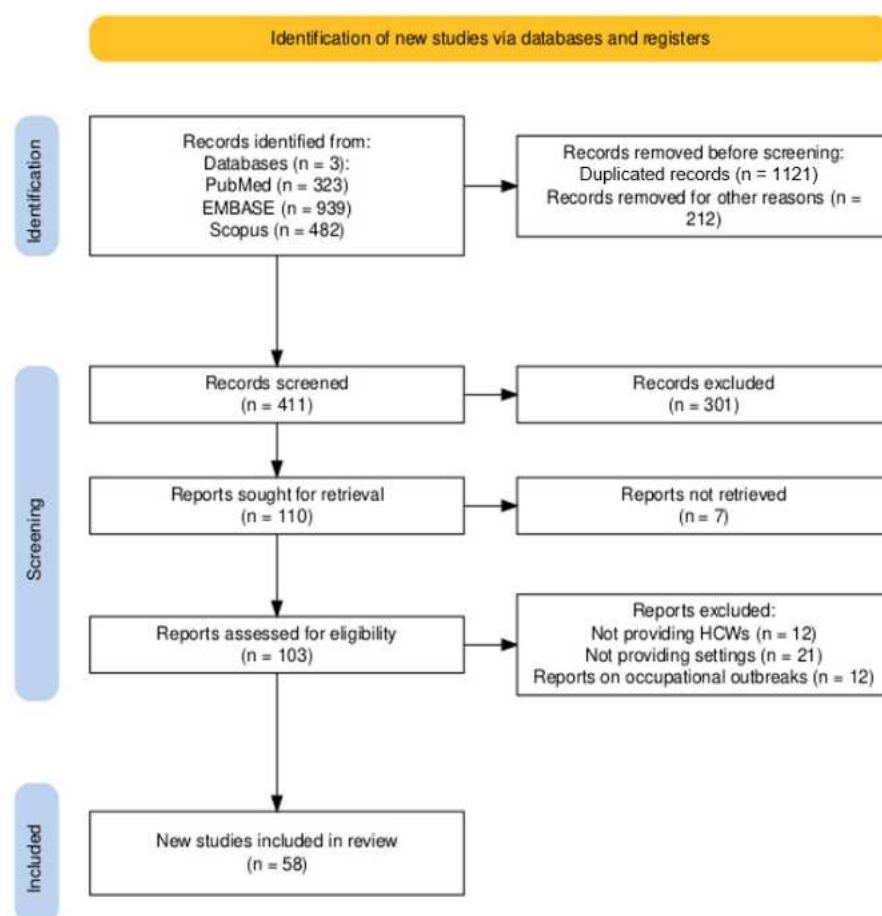 Identification of new studies via databases and registers
Identification
Records identified from:
Databases (n = 3):
PubMed (n = 323)
EMBASE (n = 939)
Scopus (n = 482)
Records removed before screening:
Duplicated records (n = 1121)
Records removed for other reasons (n =
212)
Screening
Records screened
(n = 411)
Records excluded
(n = 301)
Reports sought for retrieval
(n = 110)
Reports not retrieved
(n = 7)
Reports assessed for eligibility
(n = 103)
Reports excluded:
Not providing HCWs (n = 12)
Not providing settings (n = 21)
Reports on occupational outbreaks (n = 12)
Included
New studies included in review
(n = 58)